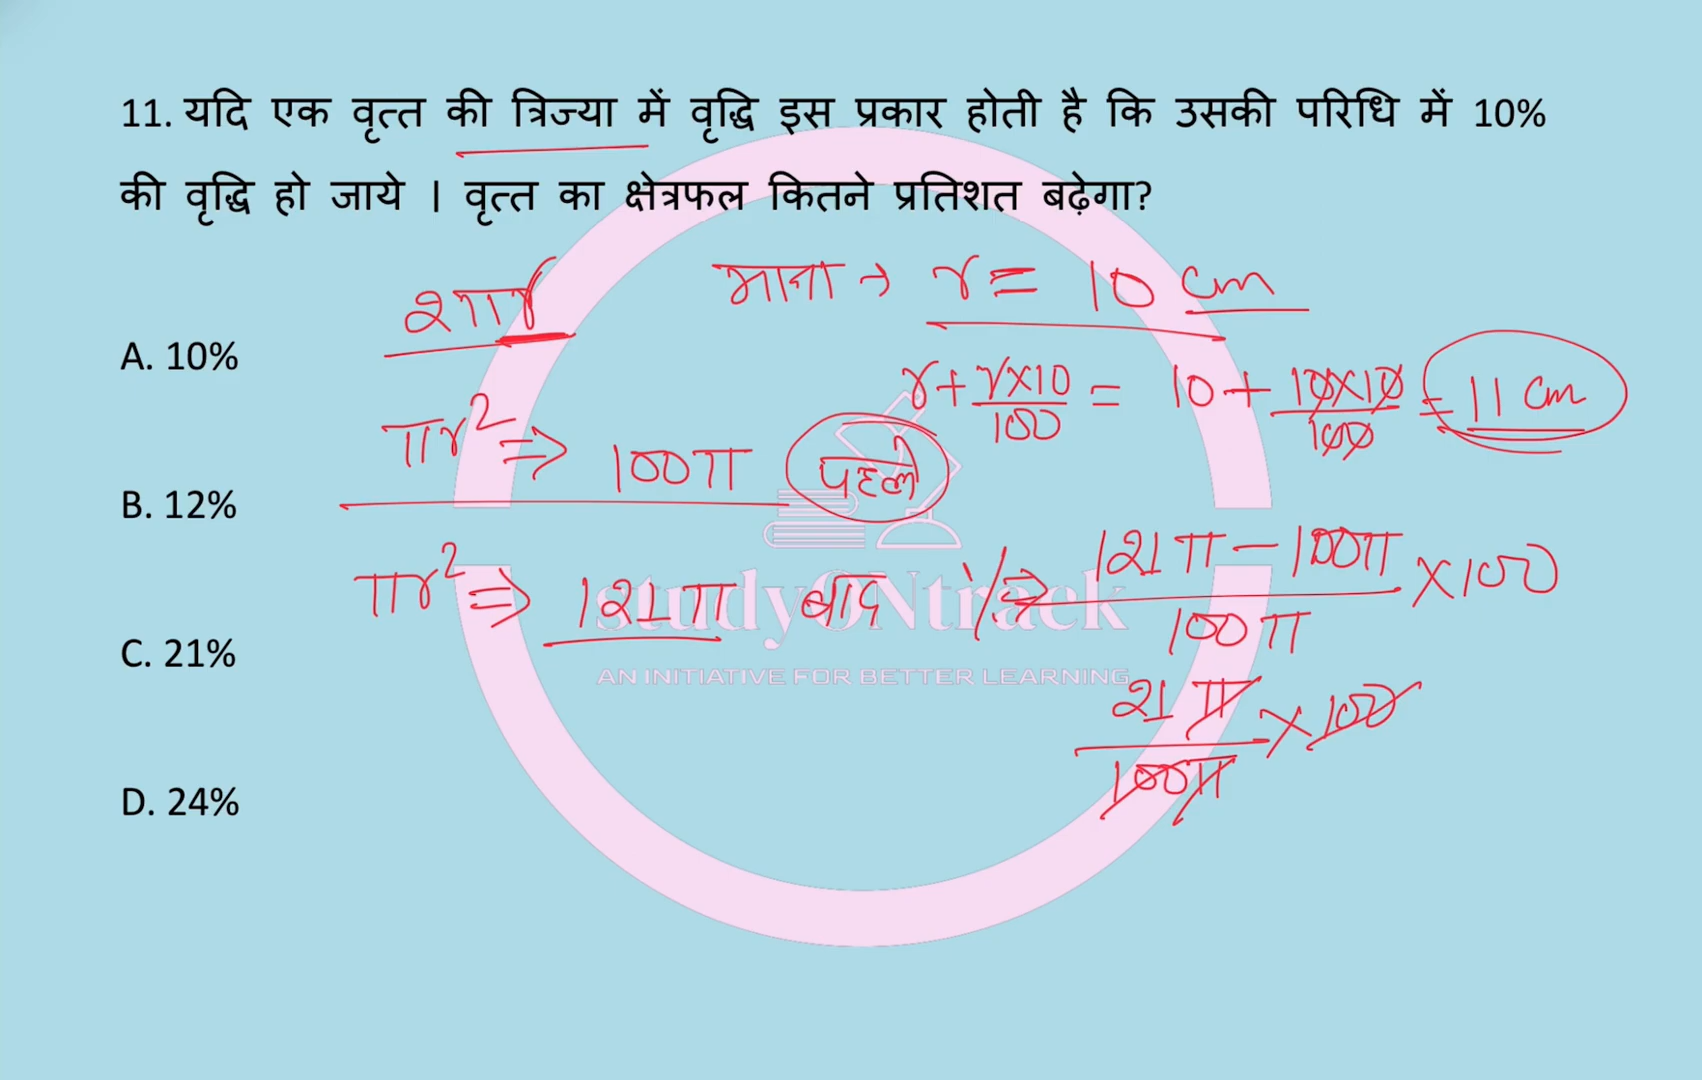 11. यदि एक वृत्त की त्रिज्या में वृद्धि इस प्रकार होती है कि उसकी परिधि में 10%
की वृद्धि हो जाये । वृत्त का क्षेत्रफल कितने प्रतिशत बढ़ेगा?
2πr
माना → r = 10 cm
A. 10%
r + r×10/100 = 10 + 10×10/100 = 11 cm
πr² ⇒ 100π पहले
B. 12%
πr² ⇒ 121π बाद % ⇒ 121π - 100π/100π × 100
studyONtrack
C. 21%
AN INITIATIVE FOR BETTER LEARNING
21π/100π × 100
D. 24%